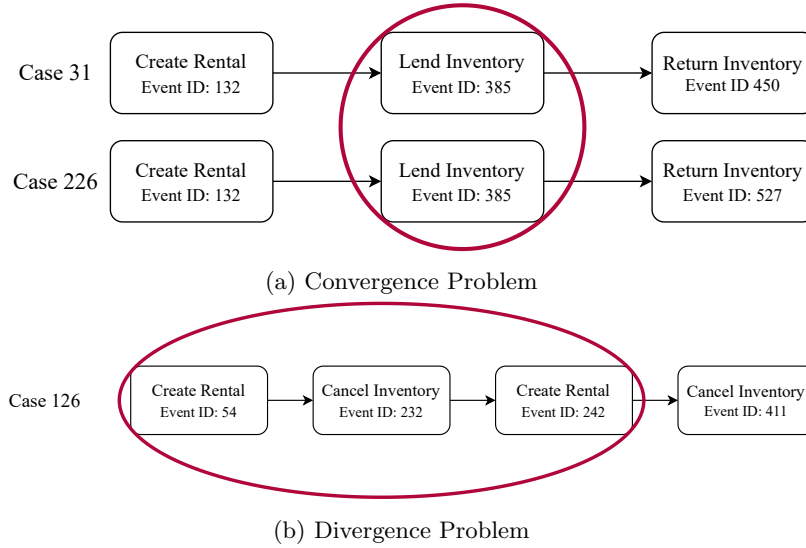 Case 31
Create Rental
Event ID: 132
Lend Inventory
Event ID: 385
Return Inventory
Event ID 450
Case 226
Create Rental
Event ID: 132
Lend Inventory
Event ID: 385
Return Inventory
Event ID: 527
(a) Convergence Problem
Case 126
Create Rental
Event ID: 54
Cancel Inventory
Event ID: 232
Create Rental
Event ID: 242
Cancel Inventory
Event ID: 411
(b) Divergence Problem